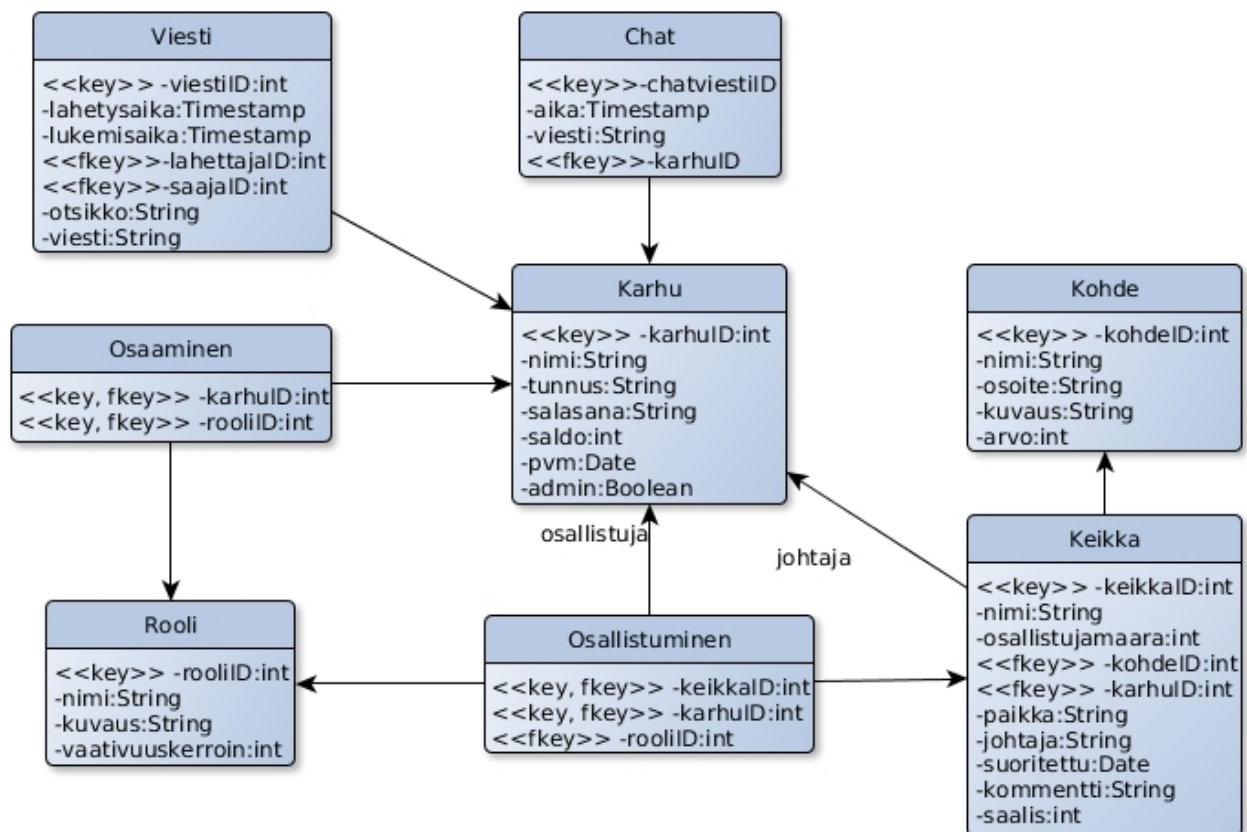 Viesti
<<key>> -viestiID:int
-lahetysaika:Timestamp
-lukemisaika:Timestamp
<<fkey>>-lahettajaID:int
<<fkey>>-saajaID:int
-otsikko:String
-viesti:String
Chat
<<key>>-chatviestiID
-aika:Timestamp
-viesti:String
<<fkey>>-karhuID
Osaaminen
<<key, fkey>> -karhuID:int
<<key, fkey>> -rooliID:int
Karhu
<<key>> -karhuID:int
-nimi:String
-tunnus:String
-salasana:String
-saldo:int
-pvm:Date
-admin:Boolean
Kohde
<<key>> -kohdeID:int
-nimi:String
-osoite:String
-kuvaus:String
-arvo:int
osallistuja
johtaja
Rooli
<<key>> -rooliID:int
-nimi:String
-kuvaus:String
-vaativuuskerroin:int
Osallistuminen
<<key, fkey>> -keikkaID:int
<<key, fkey>> -karhuID:int
<<fkey>> -rooliID:int
Keikka
<<key>> -keikkaID:int
-nimi:String
-osallistujamaara:int
<<fkey>> -kohdeID:int
<<fkey>> -karhuID:int
-paikka:String
-johtaja:String
-suoritettu:Date
-kommentti:String
-saalis:int